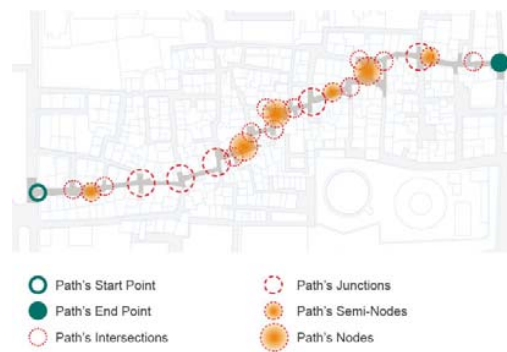 Path's Start Point
Path's End Point
Path's Intersections
Path's Junctions
Path's Semi-Nodes
Path's Nodes